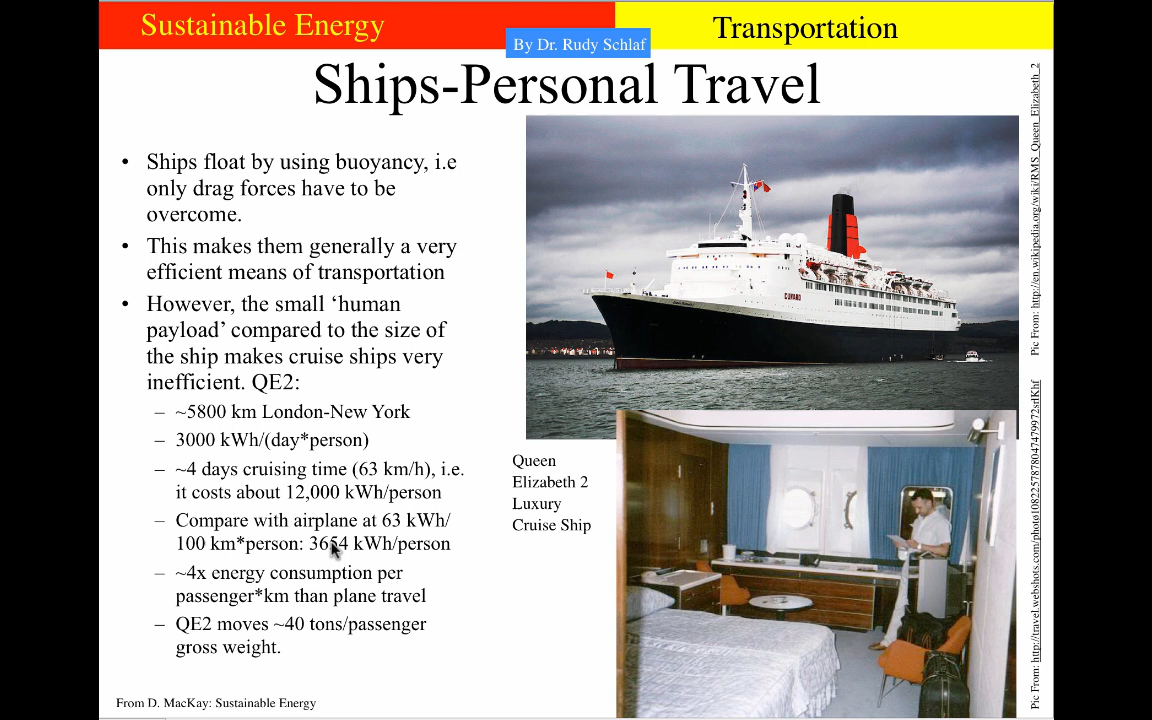 Sustainable Energy
Transportation
By Dr. Rudy Schlaf
Ships-Personal Travel
• Ships float by using buoyancy, i.e
only drag forces have to be
overcome.
• This makes them generally a very
efficient means of transportation
• However, the small ‘human
payload’ compared to the size of
the ship makes cruise ships very
inefficient. QE2:
– ~5800 km London-New York
– 3000 kWh/(day*person)
– ~4 days cruising time (63 km/h), i.e.
it costs about 12,000 kWh/person
– Compare with airplane at 63 kWh/
100 km*person: 3654 kWh/person
– ~4x energy consumption per
passenger*km than plane travel
– QE2 moves ~40 tons/passenger
gross weight.
From D. MacKay: Sustainable Energy
CUNARD
Queen
Elizabeth 2
Luxury
Cruise Ship
Pic From: http://en.wikipedia.org/wiki/RMS_Queen_Elizabeth_2
Pic From: